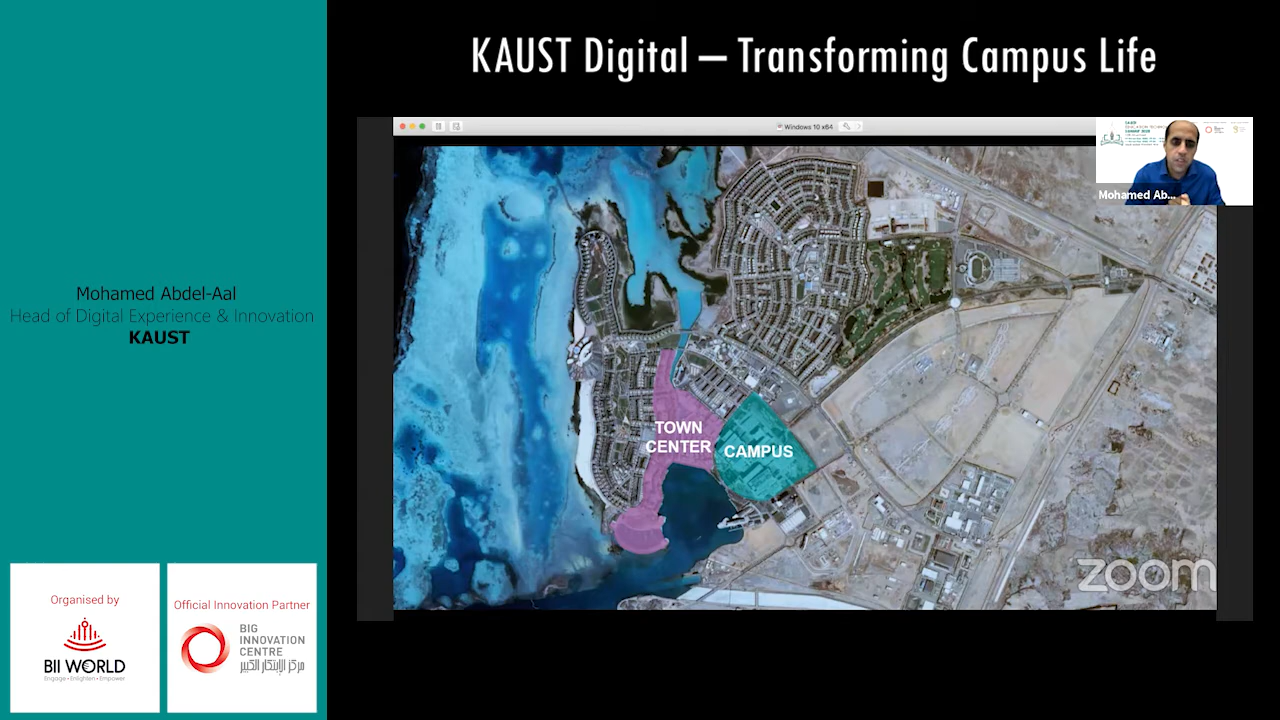 KAUST Digital – Transforming Campus Life
Windows 10 x64
Mohamed Ab...
TOWN
CENTER
CAMPUS
zoom
Mohamed Abdel-Aal
Head of Digital Experience & Innovation
KAUST
Organised by
BII WORLD
Engage • Enlighten • Empower
Official Innovation Partner
BIG
INNOVATION
CENTRE
مركز الابتكار الكبير